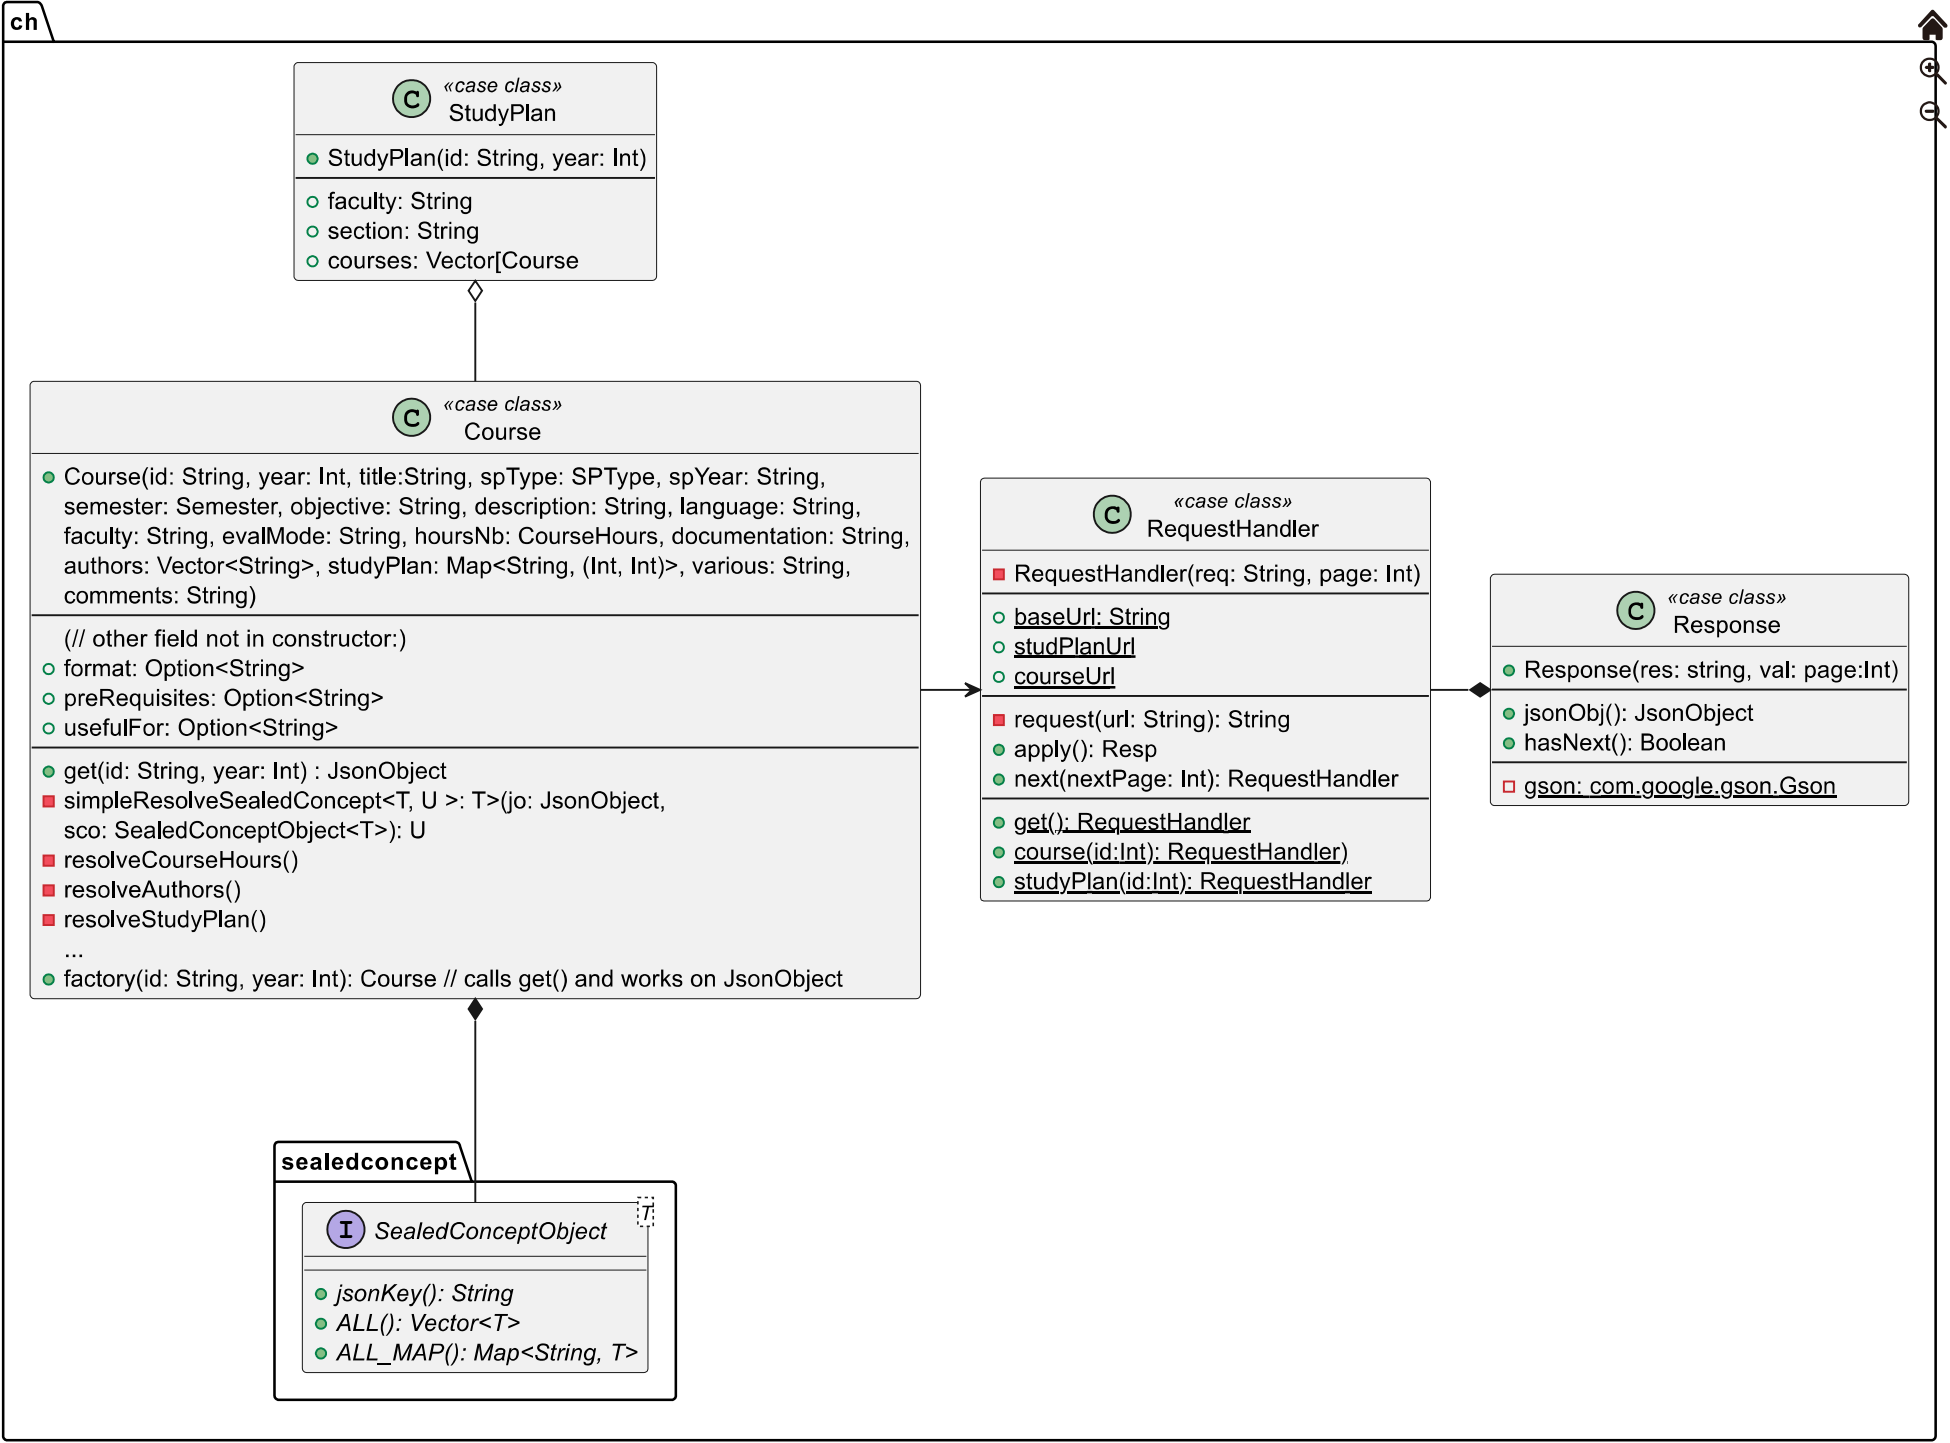 ch
«case class»
C
StudyPlan
StudyPlan(id: String, year: Int)
faculty: String
section: String
courses: Vector[Course
«case class»
C
Course
Course(id: String, year: Int, title:String, spType: SPType, spYear: String,
semester: Semester, objective: String, description: String, language: String,
faculty: String, evalMode: String, hoursNb: CourseHours, documentation: String,
authors: Vector<String>, studyPlan: Map<String, (Int, Int)>, various: String,
comments: String)
(// other field not in constructor:)
format: Option<String>
preRequisites: Option<String>
usefulFor: Option<String>
get(id: String, year: Int) : JsonObject
simpleResolveSealedConcept<T, U >: T>(jo: JsonObject,
sco: SealedConceptObject<T>): U
resolveCourseHours()
resolveAuthors()
resolveStudyPlan()
...
factory(id: String, year: Int): Course // calls get() and works on JsonObject
«case class»
C
RequestHandler
RequestHandler(req: String, page: Int)
baseUrl: String
studPlanUrl
courseUrl
request(url: String): String
apply(): Resp
next(nextPage: Int): RequestHandler
get(): RequestHandler
course(id:Int): RequestHandler)
studyPlan(id:Int): RequestHandler
«case class»
C
Response
Response(res: string, val: page:Int)
jsonObj(): JsonObject
hasNext(): Boolean
gson: com.google.gson.Gson
sealedconcept
T
I
SealedConceptObject
jsonKey(): String
ALL(): Vector<T>
ALL_MAP(): Map<String, T>